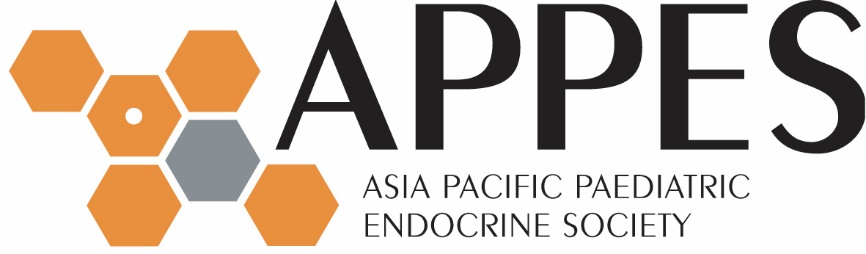 APPES
ASIA PACIFIC PAEDIATRIC
ENDOCRINE SOCIETY